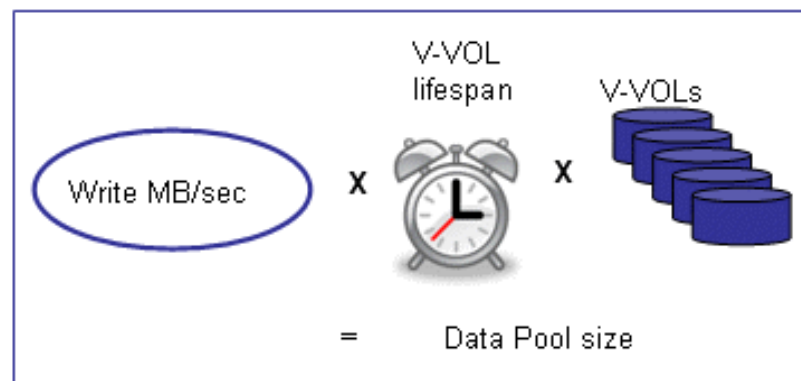 V-VOL
lifespan
V-VOLs
Write MB/sec x x
= Data Pool size